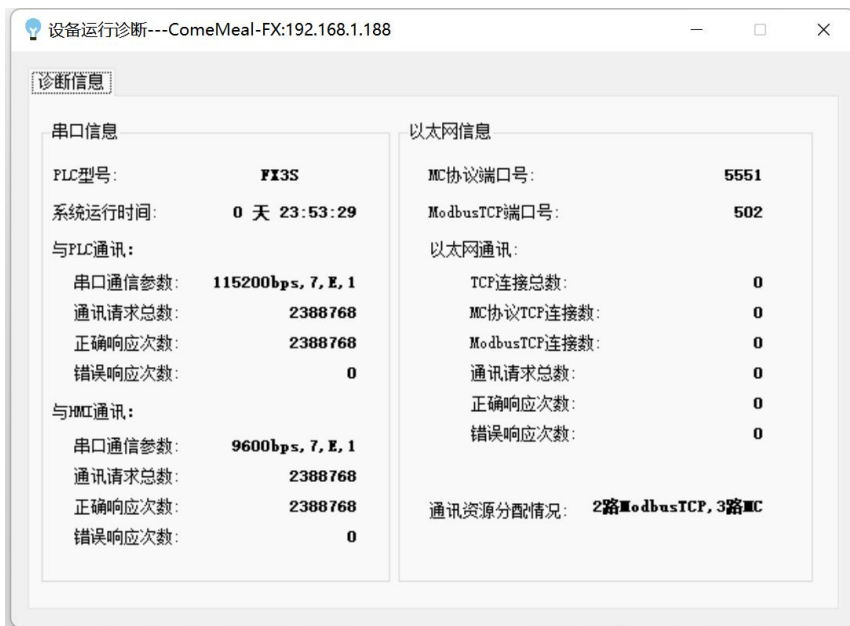 设备运行诊断---ComeMeal-FX:192.168.1.188
诊断信息
串口信息
PLC型号: FX3S
系统运行时间: 0 天 23:53:29
与PLC通讯:
串口通信参数: 115200bps,7,E,1
通讯请求总数: 2388768
正确响应次数: 2388768
错误响应次数: 0
与HMI通讯:
串口通信参数: 9600bps,7,E,1
通讯请求总数: 2388768
正确响应次数: 2388768
错误响应次数: 0
以太网信息
MC协议端口号: 5551
ModbusTCP端口号: 502
以太网通讯:
TCP连接总数: 0
MC协议TCP连接数: 0
ModbusTCP连接数: 0
通讯请求总数: 0
正确响应次数: 0
错误响应次数: 0
通讯资源分配情况: 2路ModbusTCP,3路MC